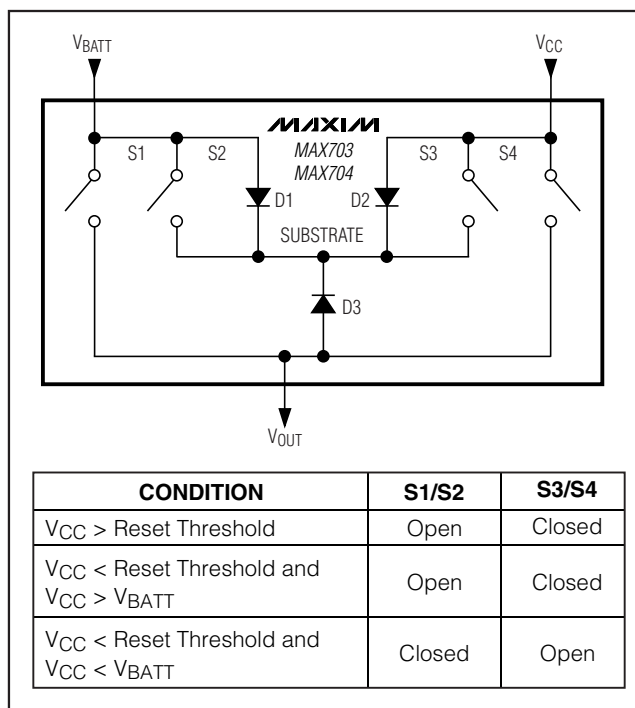 VBATT
VCC
MAXIM
S1 S2 MAX703 S3 S4
MAX704
D1 D2
SUBSTRATE
D3
VOUT
CONDITION S1/S2 S3/S4
VCC > Reset Threshold Open Closed
VCC < Reset Threshold and
VCC > VBATT
Open Closed
VCC < Reset Threshold and
VCC < VBATT
Closed Open